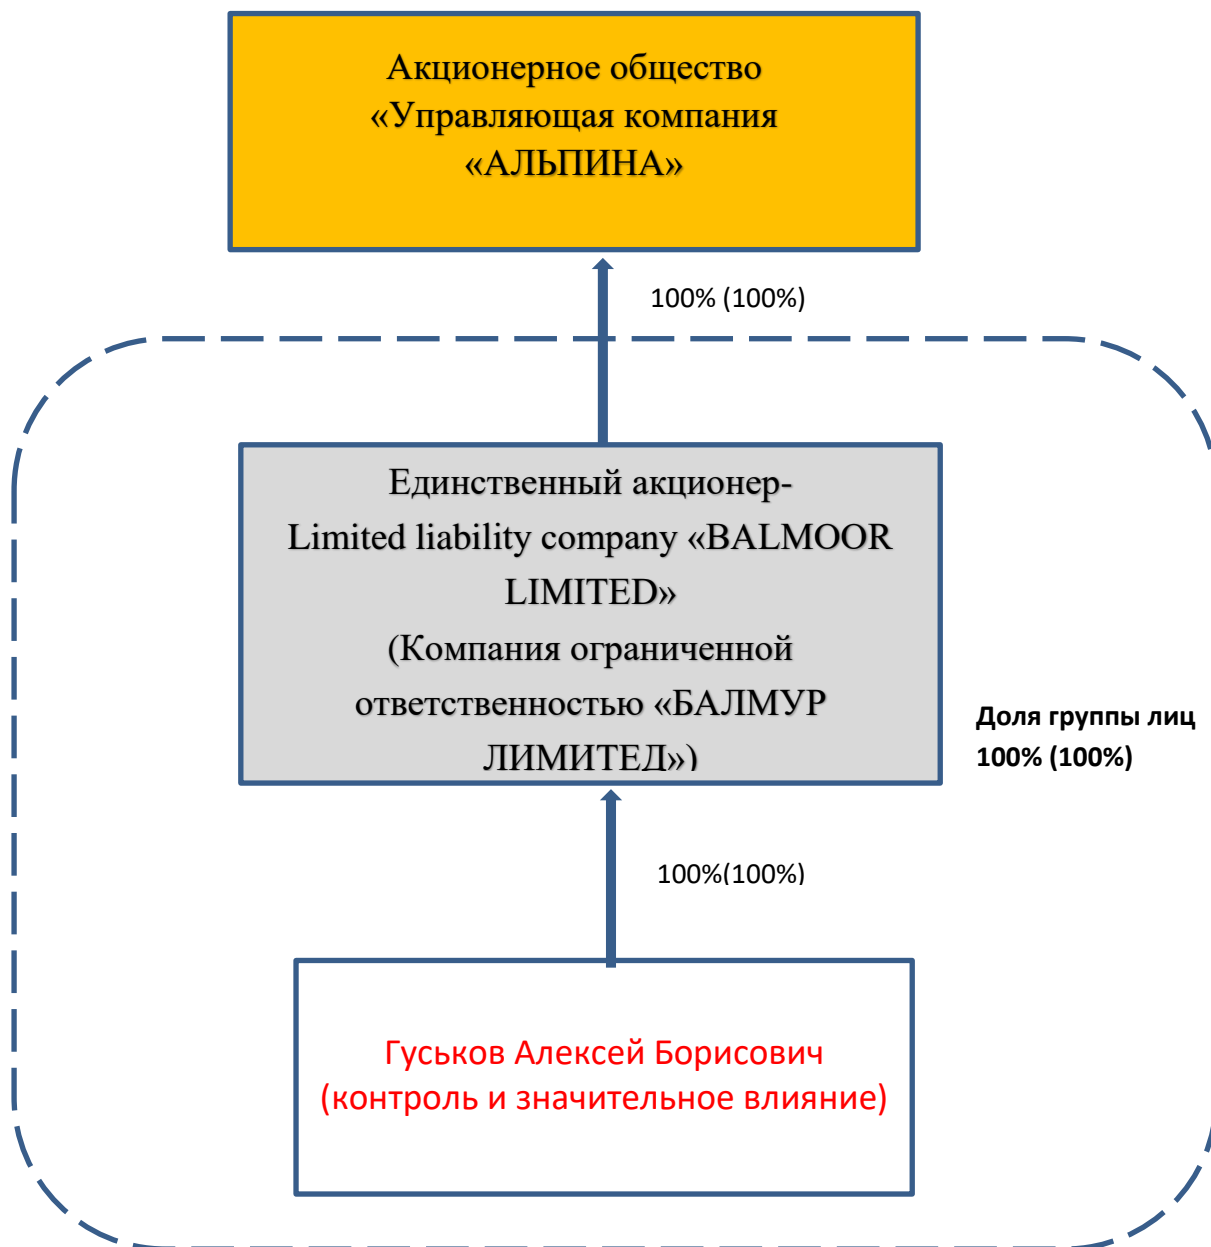 Акционерное общество
«Управляющая компания
«АЛЬПИНА»
100% (100%)
Единственный акционер-
Limited liability company «BALMOOR
LIMITED»
(Компания ограниченной
ответственностью «БАЛМУР
ЛИМИТЕД»)
Доля группы лиц
100% (100%)
100%(100%)
Гуськов Алексей Борисович
(контроль и значительное влияние)